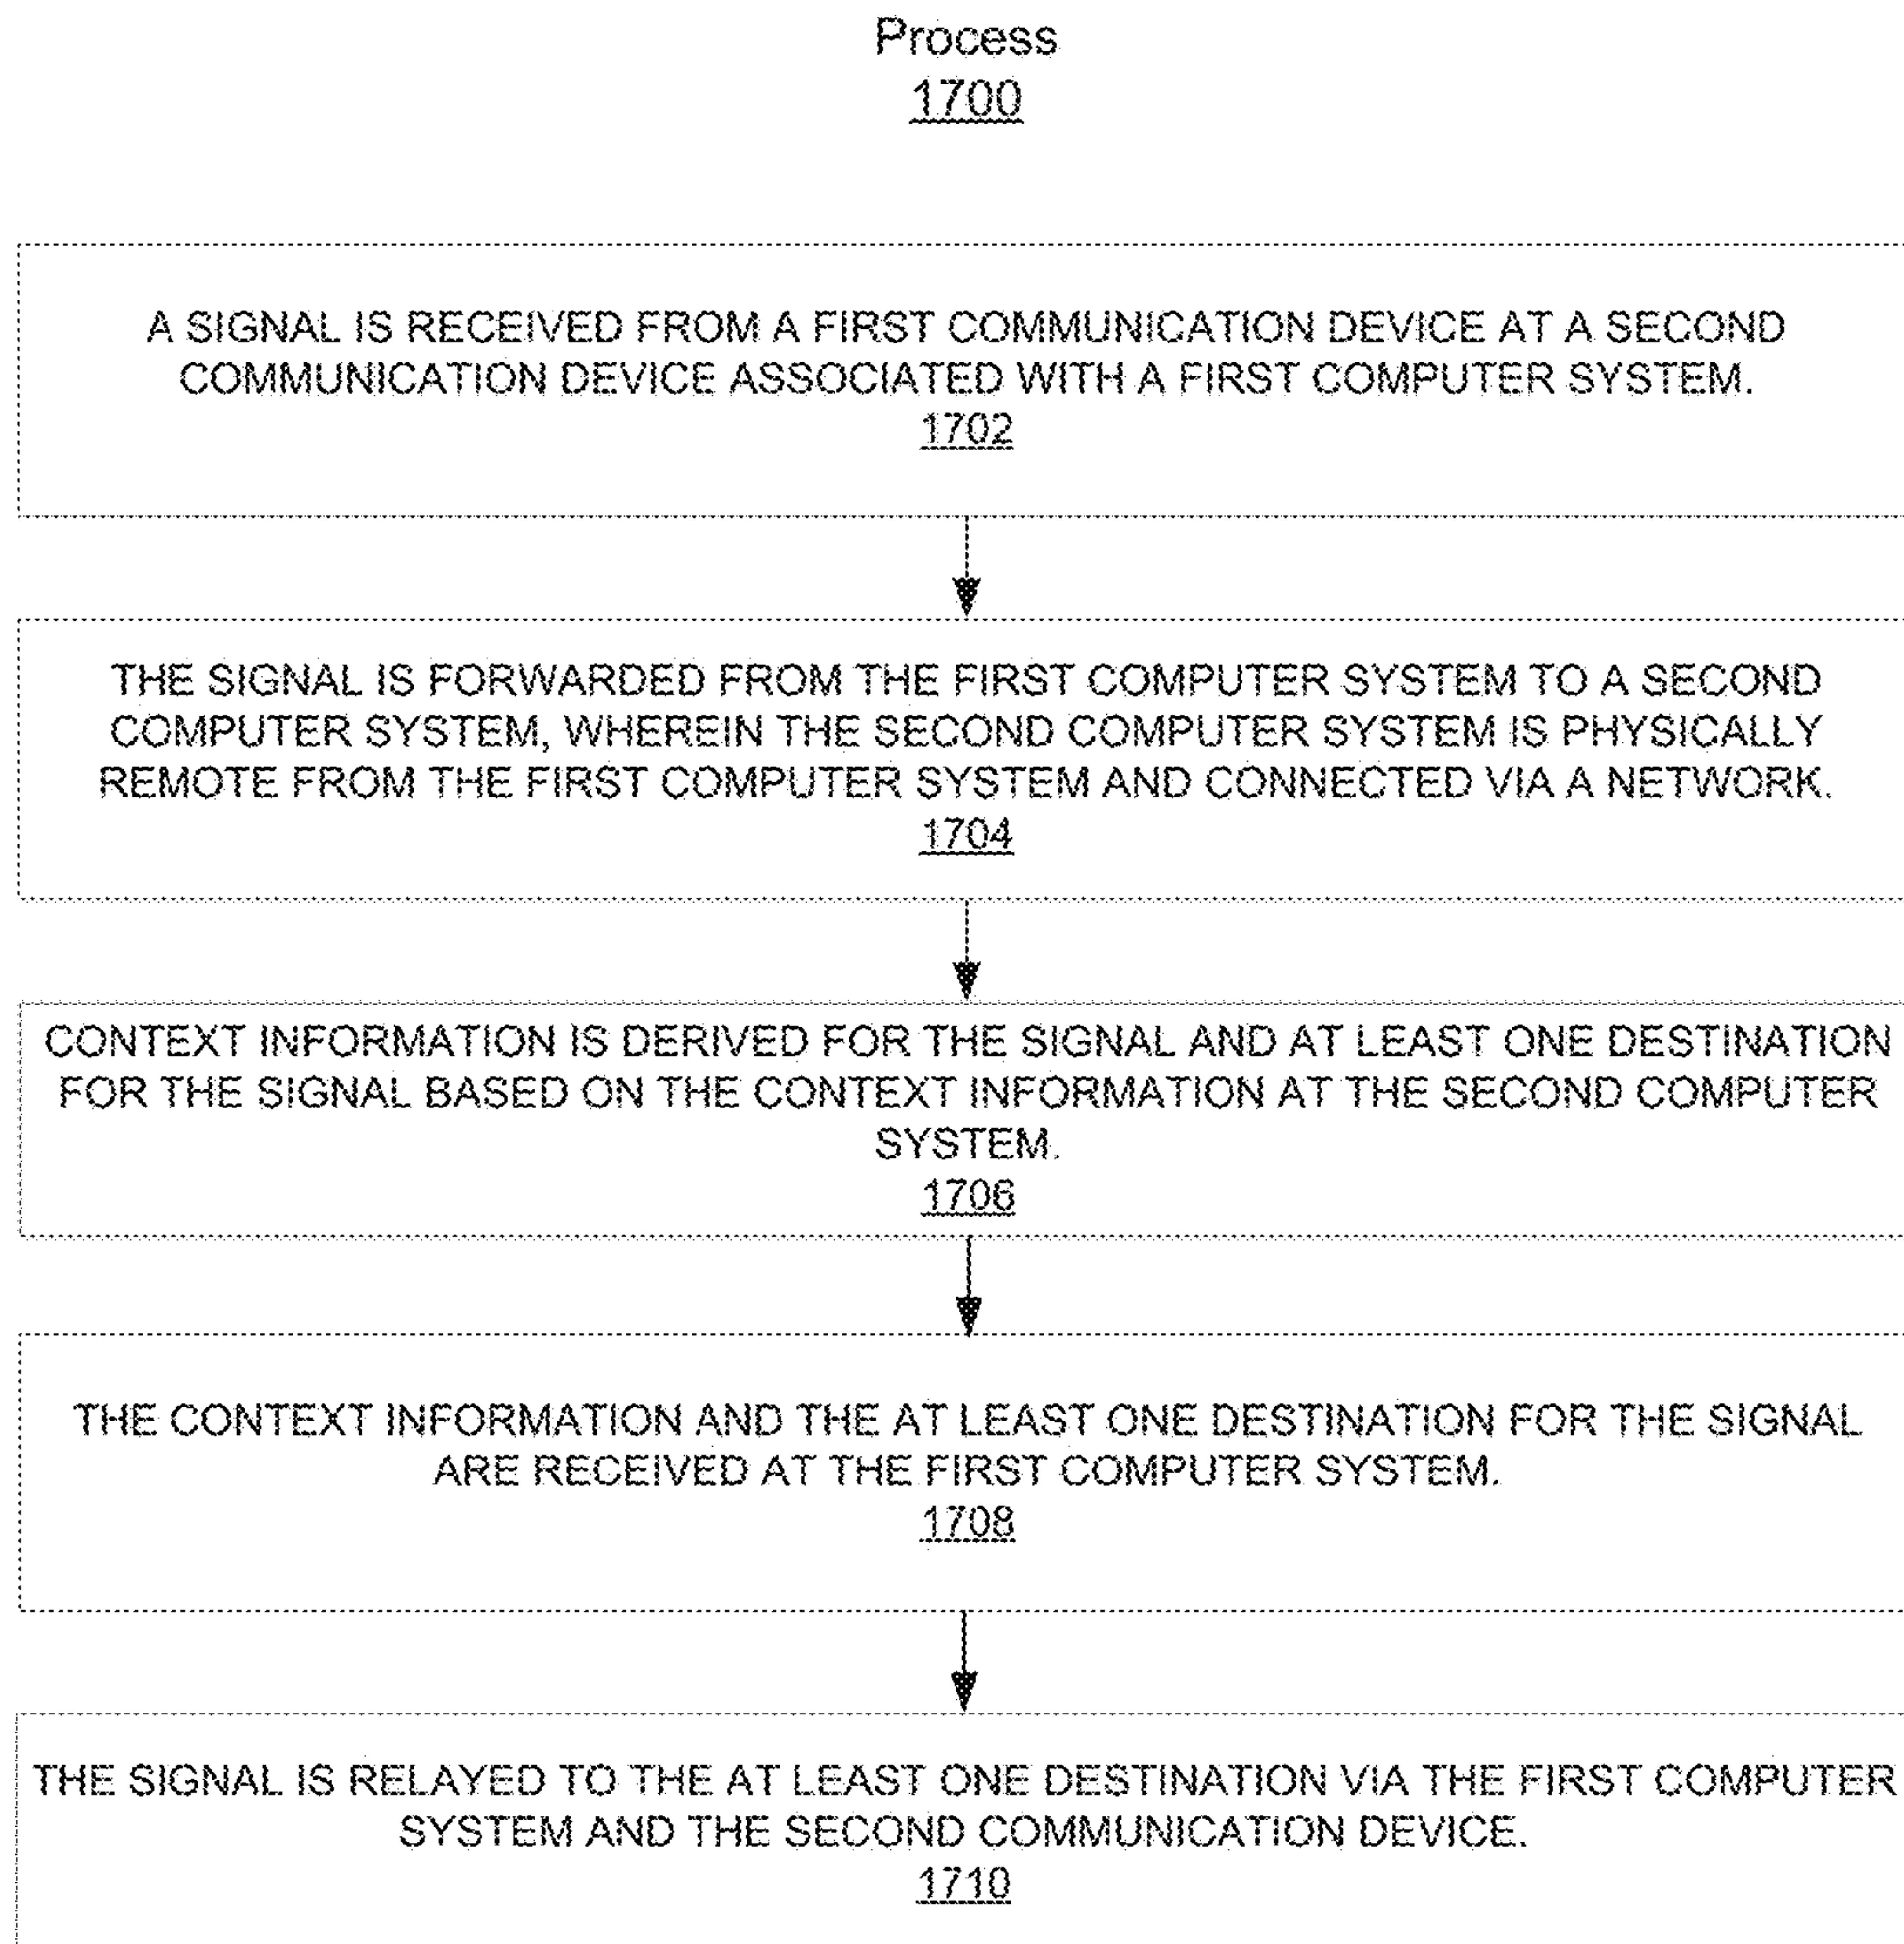 Process
1700
A SIGNAL IS RECEIVED FROM A FIRST COMMUNICATION DEVICE AT A SECOND
COMMUNICATION DEVICE ASSOCIATED WITH A FIRST COMPUTER SYSTEM.
1702
THE SIGNAL IS FORWARDED FROM THE FIRST COMPUTER SYSTEM TO A SECOND
COMPUTER SYSTEM, WHEREIN THE SECOND COMPUTER SYSTEM IS PHYSICALLY
REMOTE FROM THE FIRST COMPUTER SYSTEM AND CONNECTED VIA A NETWORK.
1704
CONTEXT INFORMATION IS DERIVED FOR THE SIGNAL AND AT LEAST ONE DESTINATION
FOR THE SIGNAL BASED ON THE CONTEXT INFORMATION AT THE SECOND COMPUTER
SYSTEM.
1706
THE CONTEXT INFORMATION AND THE AT LEAST ONE DESTINATION FOR THE SIGNAL
ARE RECEIVED AT THE FIRST COMPUTER SYSTEM.
1708
THE SIGNAL IS RELAYED TO THE AT LEAST ONE DESTINATION VIA THE FIRST COMPUTER
SYSTEM AND THE SECOND COMMUNICATION DEVICE.
1710